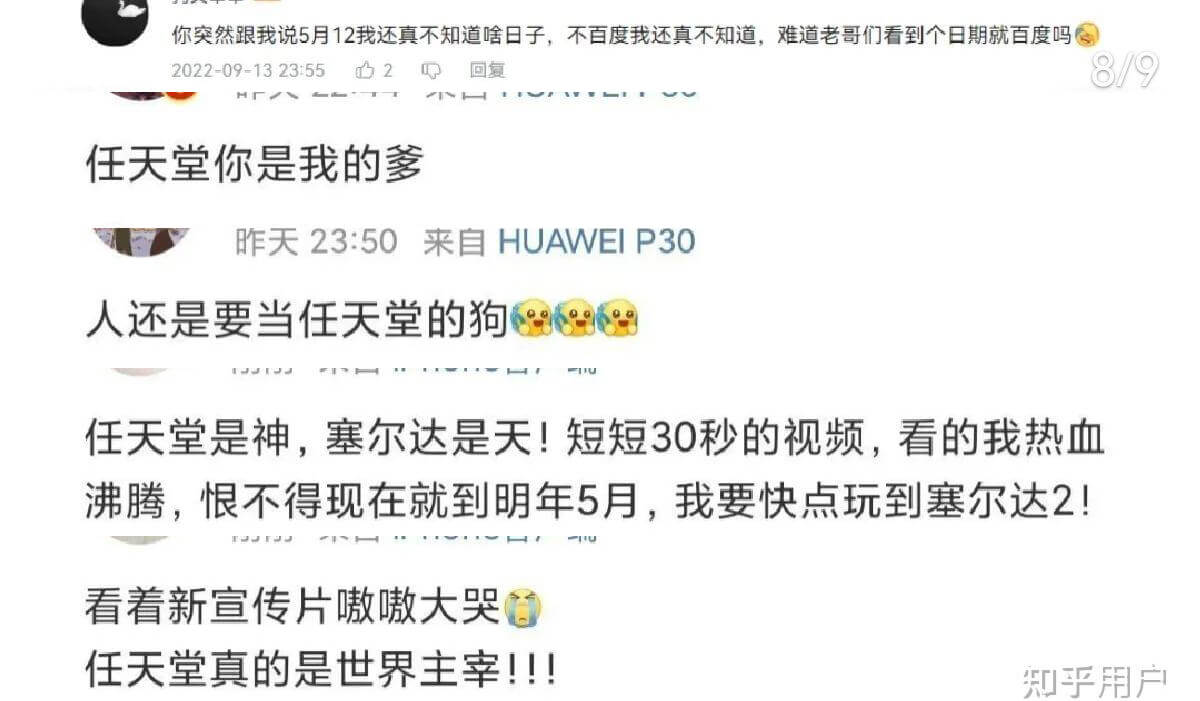 你突然跟我说5月12我还真不知道啥日子，不百度我还真不知道，难道老哥们看到个日期就百度吗
2022-09-13 23:55 2 回复
8/9
任天堂你是我的爹
昨天 23:50 来自 HUAWEI P30
人还是要当任天堂的狗
任天堂是神，塞尔达是天！短短30秒的视频，看的我热血
沸腾，恨不得现在就到明年5月，我要快点玩到塞尔达2！
看着新宣传片嗷嗷大哭
任天堂真的是世界主宰!!!
知乎用户